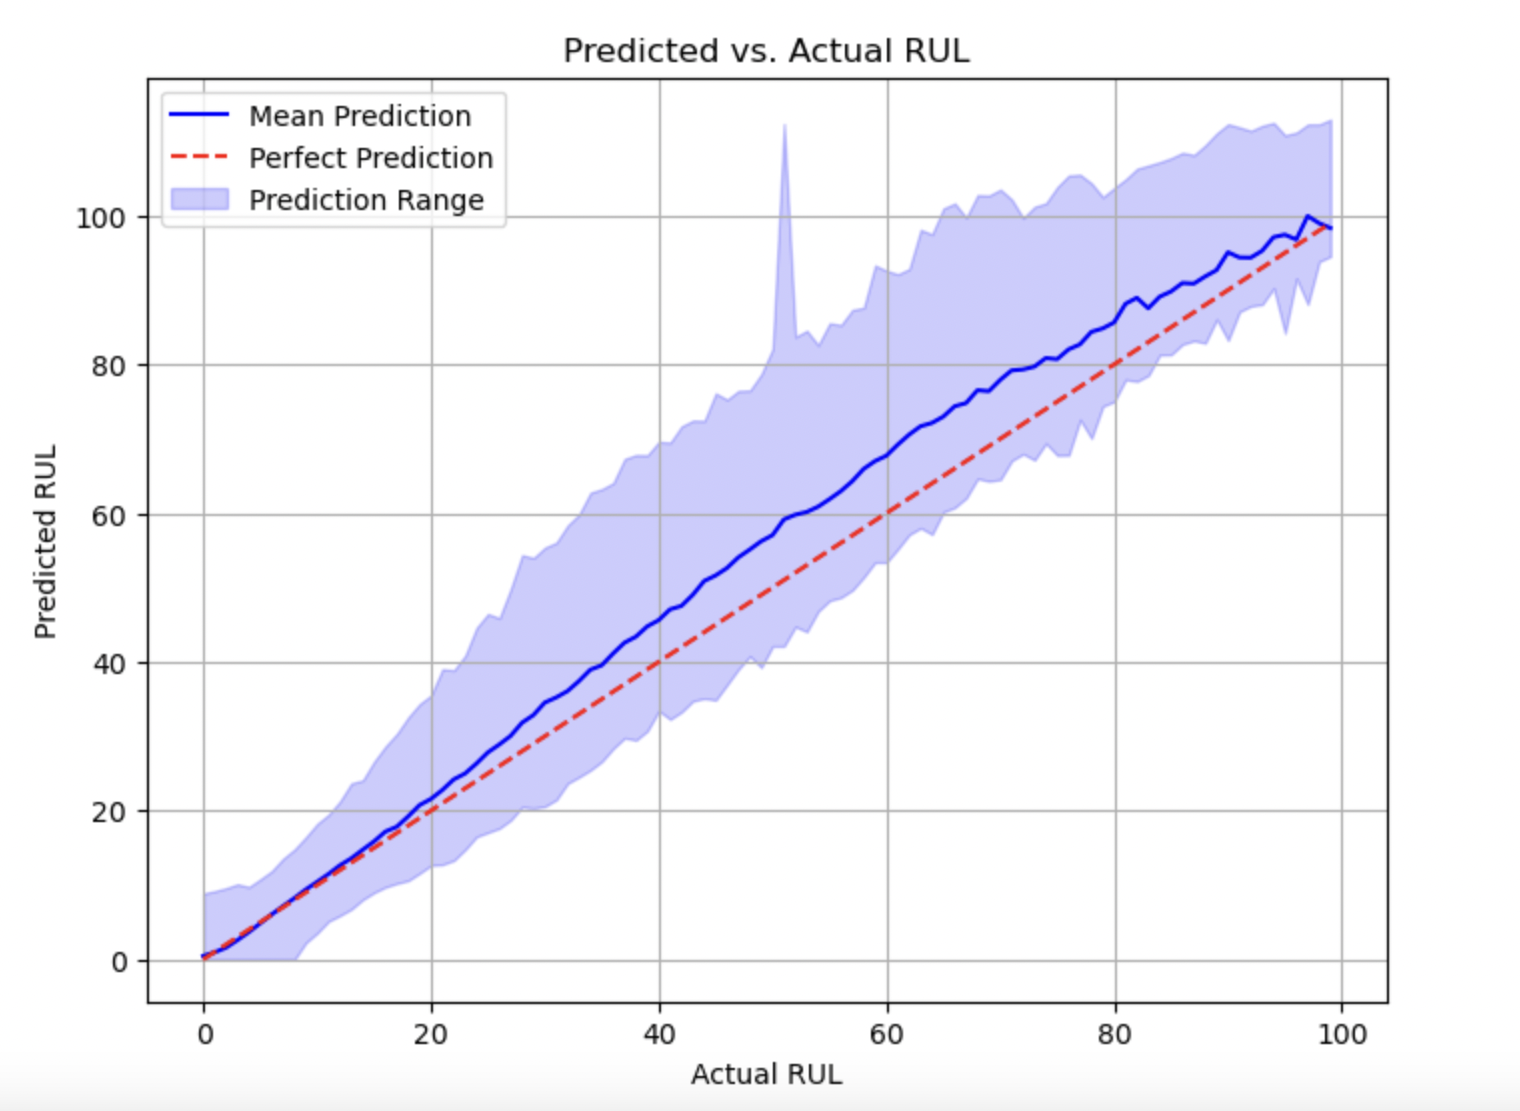 Predicted vs. Actual RUL
Mean Prediction
Perfect Prediction
Prediction Range
100
80
60
40
20
0
Predicted RUL
0 20 40 60 80 100
Actual RUL